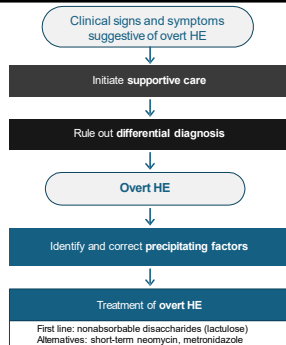 Clinical signs and symptoms
suggestive of overt HE
Initiate supportive care
Rule out differential diagnosis
Overt HE
Identify and correct precipitating factors
Treatment of overt HE
First line: nonabsorbable disaccharides (lactulose)
Alternatives: short-term neomycin, metronidazole